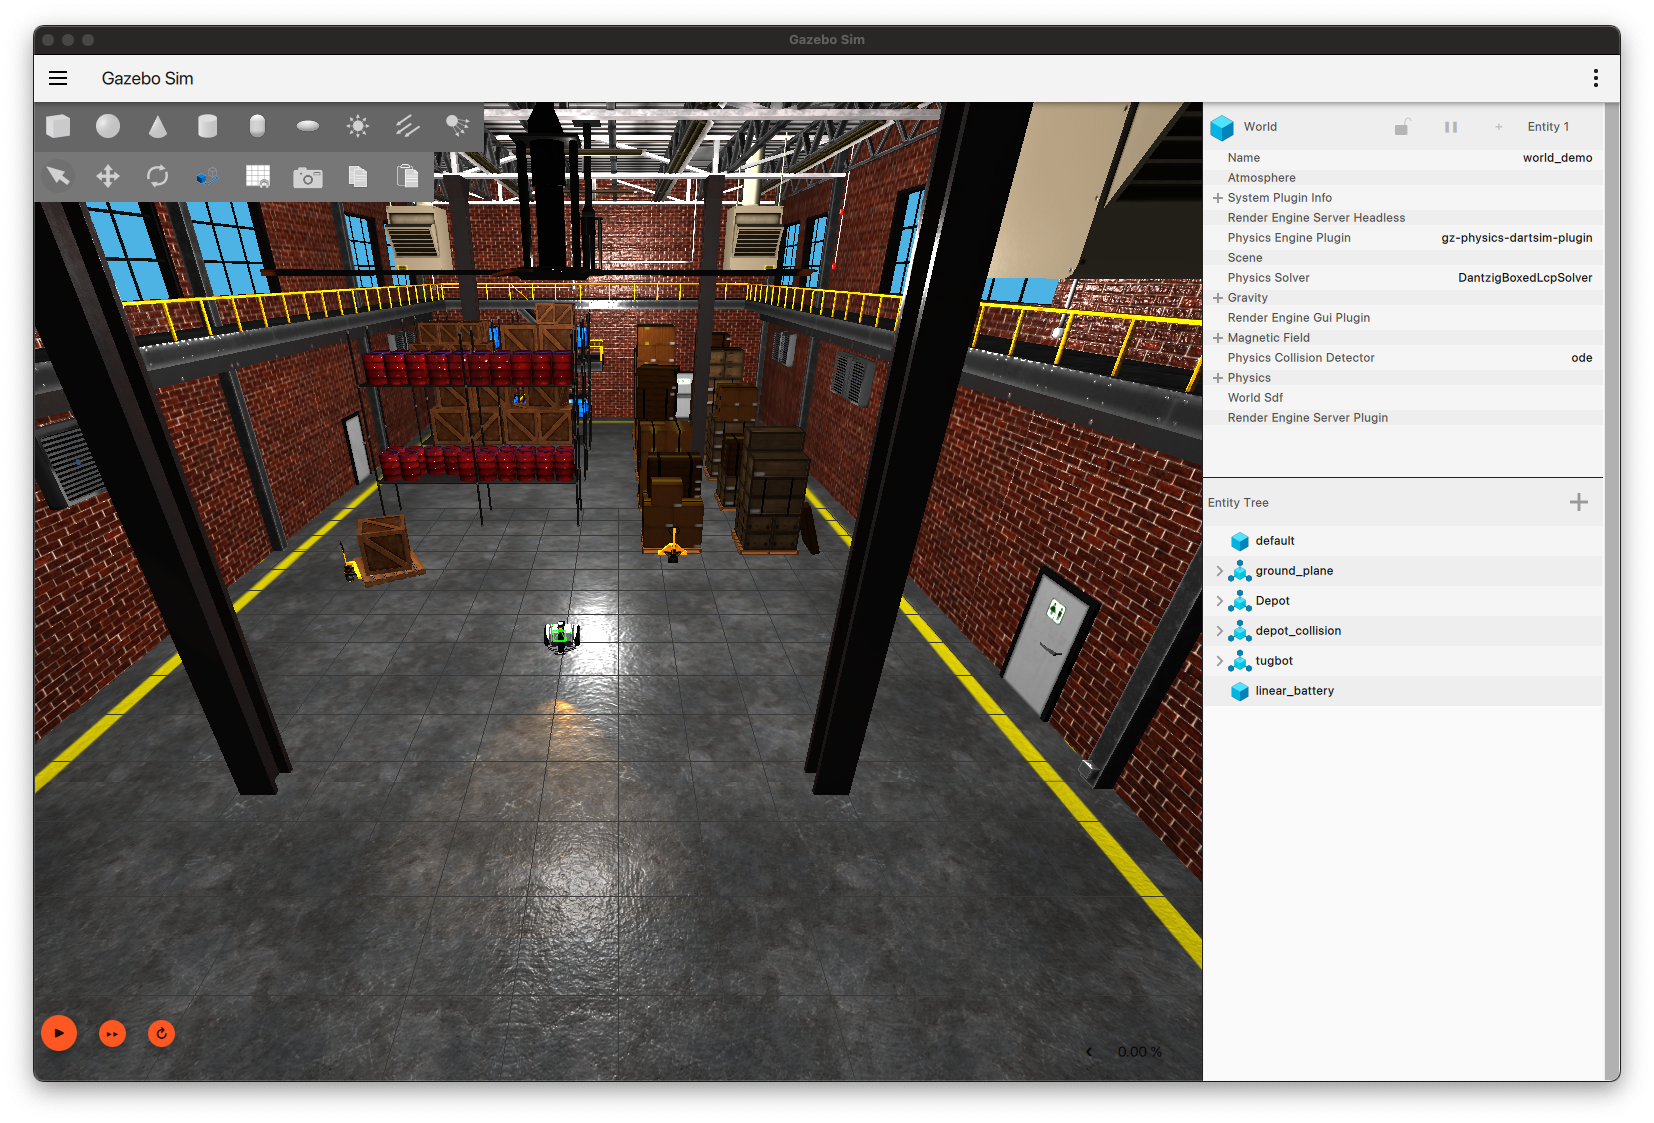 Gazebo Sim
Gazebo Sim
World
Entity 1
Name world_demo
Atmosphere
System Plugin Info
Render Engine Server Headless
Physics Engine Plugin gz-physics-dartsim-plugin
Scene
Physics Solver DantzigBoxedLcpSolver
Gravity
Render Engine Gui Plugin
Magnetic Field
Physics Collision Detector ode
Physics
World Sdf
Render Engine Server Plugin
Entity Tree
default
ground_plane
Depot
depot_collision
tugbot
linear_battery
0.00 %